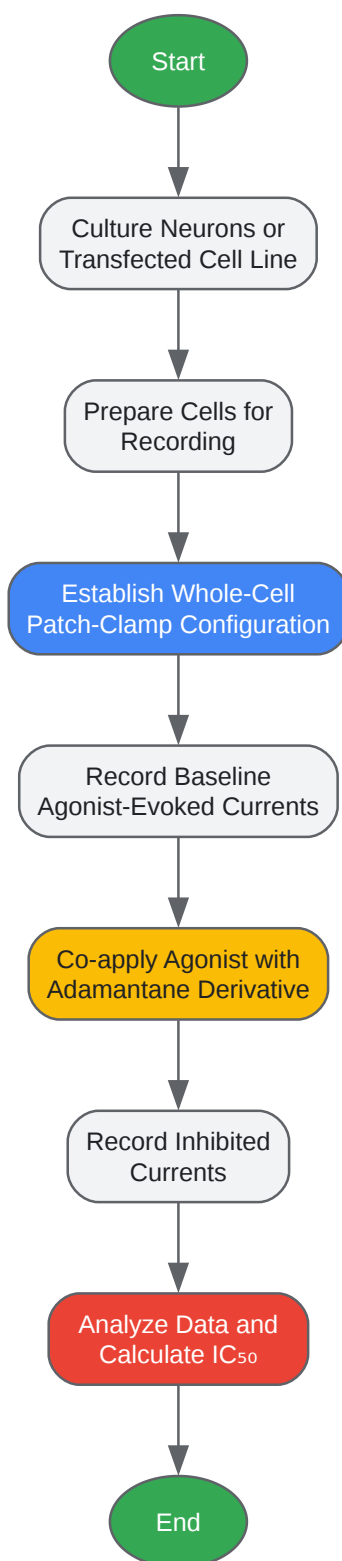 Start
Culture Neurons or
Transfected Cell Line
Prepare Cells for
Recording
Establish Whole-Cell
Patch-Clamp Configuration
Record Baseline
Agonist-Evoked Currents
Co-apply Agonist with
Adamantane Derivative
Record Inhibited
Currents
Analyze Data and
Calculate IC₅₀
End